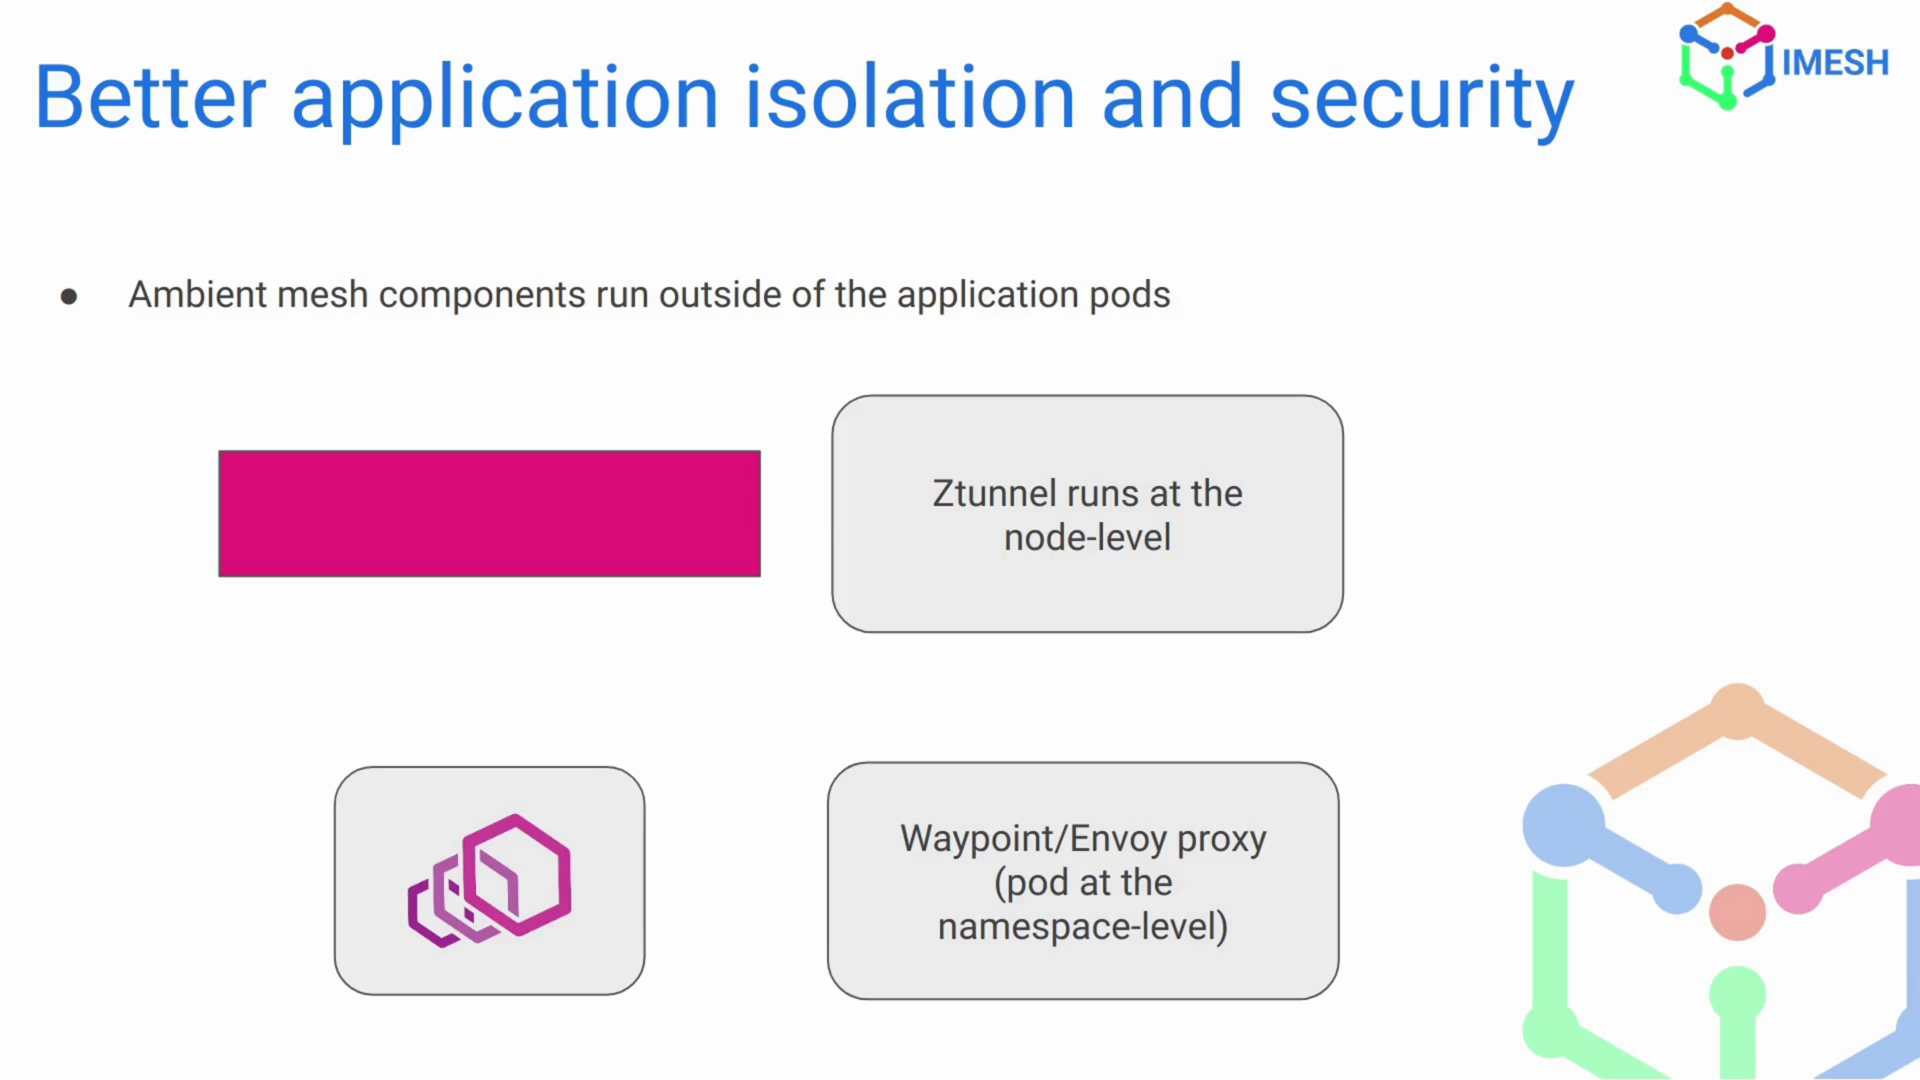 Better application isolation and security
IMESH
● Ambient mesh components run outside of the application pods
Ztunnel runs at the
node-level
Waypoint/Envoy proxy
(pod at the
namespace-level)